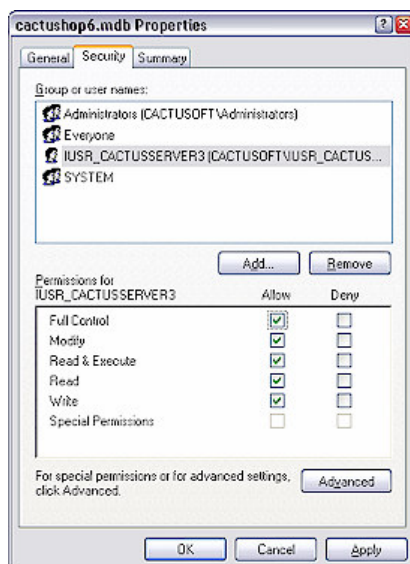 cactushop6.mdb Properties
General Security Summary
Group or user names:
Administrators (CACTUSOFT\Administrators)
Everyone
IUSR_CACTUSSERVER3 (CACTUSOFT\IUSR_CACTUS...
SYSTEM
Add... Remove
Permissions for
IUSR_CACTUSSERVER3 Allow Deny
Full Control
Modify
Read & Execute
Read
Write
Special Permissions
For special permissions or for advanced settings,
click Advanced. Advanced
OK Cancel Apply